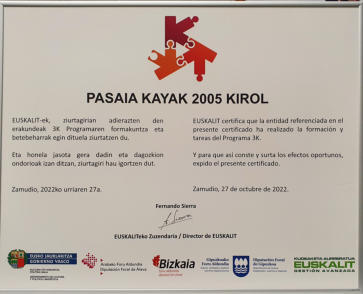 PASAIA KAYAK 2005 KIROL
EUSKALIT-ek, ziurtagirian adierazten den
erakundeak 3K Programaren formakuntza eta
betebeharrak egin dituela ziurtatzen du.
Eta honela jasota gera dadin eta dagozkion
ondorioak izan ditzan, ziurtagiri hau igortzen dut.
Zamudio, 2022ko urriaren 27a.
EUSKALIT certifica que la entidad referenciada en el
presente certificado ha realizado la formación y
tareas del Programa 3K.
Y para que así conste y surta los efectos oportunos,
expido el presente certificado.
Zamudio, 27 de octubre de 2022.
Fernando Sierra
EUSKALITeko Zuzendaria / Director de EUSKALIT
EUSKO JAURLARITZA
GOBIERNO VASCO
Arabako Foru Aldundia
Diputación Foral de Álava
Bizkaia
Gipuzkoako
Foru Aldundia
Diputación Foral
de Gipuzkoa
KUDEAKETA AURRERATUA
EUSKALIT
GESTIÓN AVANZADA